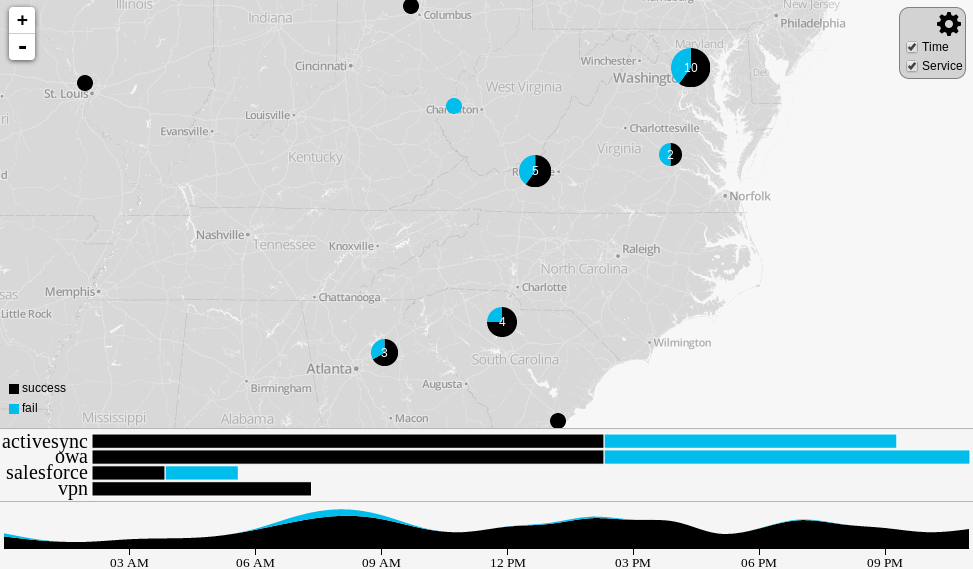 Illinois
Indiana
Columbus
New Jersey
Philadelphia
+
-
Time
Service
Maryland
Cincinnati
Winchester
Washingt
10
Del
St. Louis
West Virginia
Louisville
Evansville
Charlottesville
Virginia
2
Kentucky
5
Norfolk
Nashville
Tennessee
Knoxville
Raleigh
North Carolina
Memphis
Chattanooga
Charlotte
sas
Little Rock
4
Wilmington
3
Atlanta
South Carolina
Augusta
Birmingham
success
fail
Mississippi
Alabama
Macon
activesync
owa
salesforce
vpn
03 AM
06 AM
09 AM
12 PM
03 PM
06 PM
09 PM